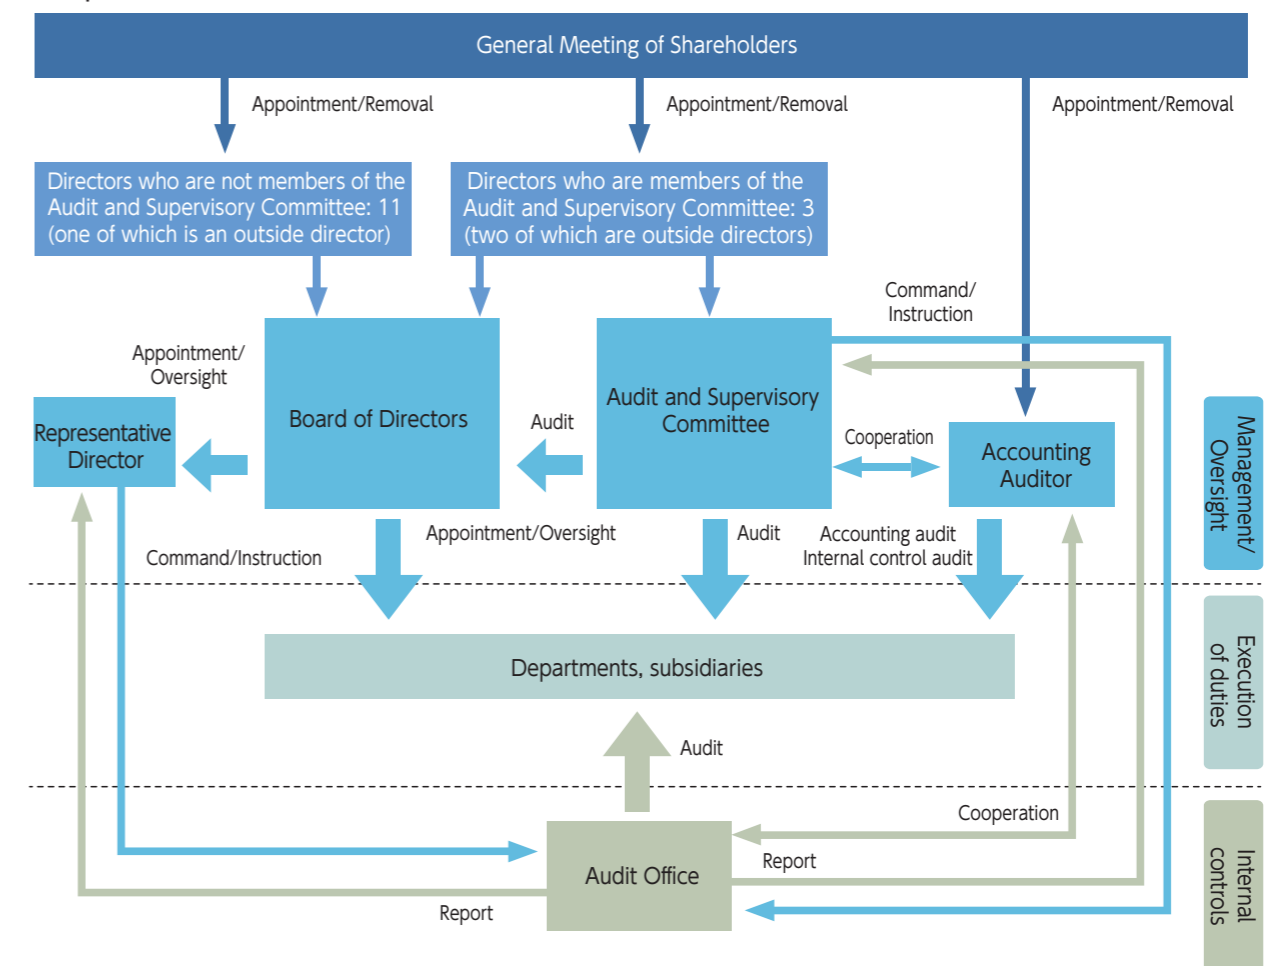 General Meeting of Shareholders
Appointment/Removal
Appointment/Removal
Appointment/Removal
Directors who are not members of the
Audit and Supervisory Committee: 11
(one of which is an outside director)
Directors who are members of the
Audit and Supervisory Committee: 3
(two of which are outside directors)
Command/
Instruction
Appointment/
Oversight
Representative
Director
Board of Directors
Audit
Audit and Supervisory
Committee
Cooperation
Accounting
Auditor
Management/
Oversight
Command/Instruction
Appointment/Oversight
Audit
Accounting audit
Internal control audit
Departments, subsidiaries
Execution
of duties
Audit
Cooperation
Audit Office
Report
Report
Internal
controls